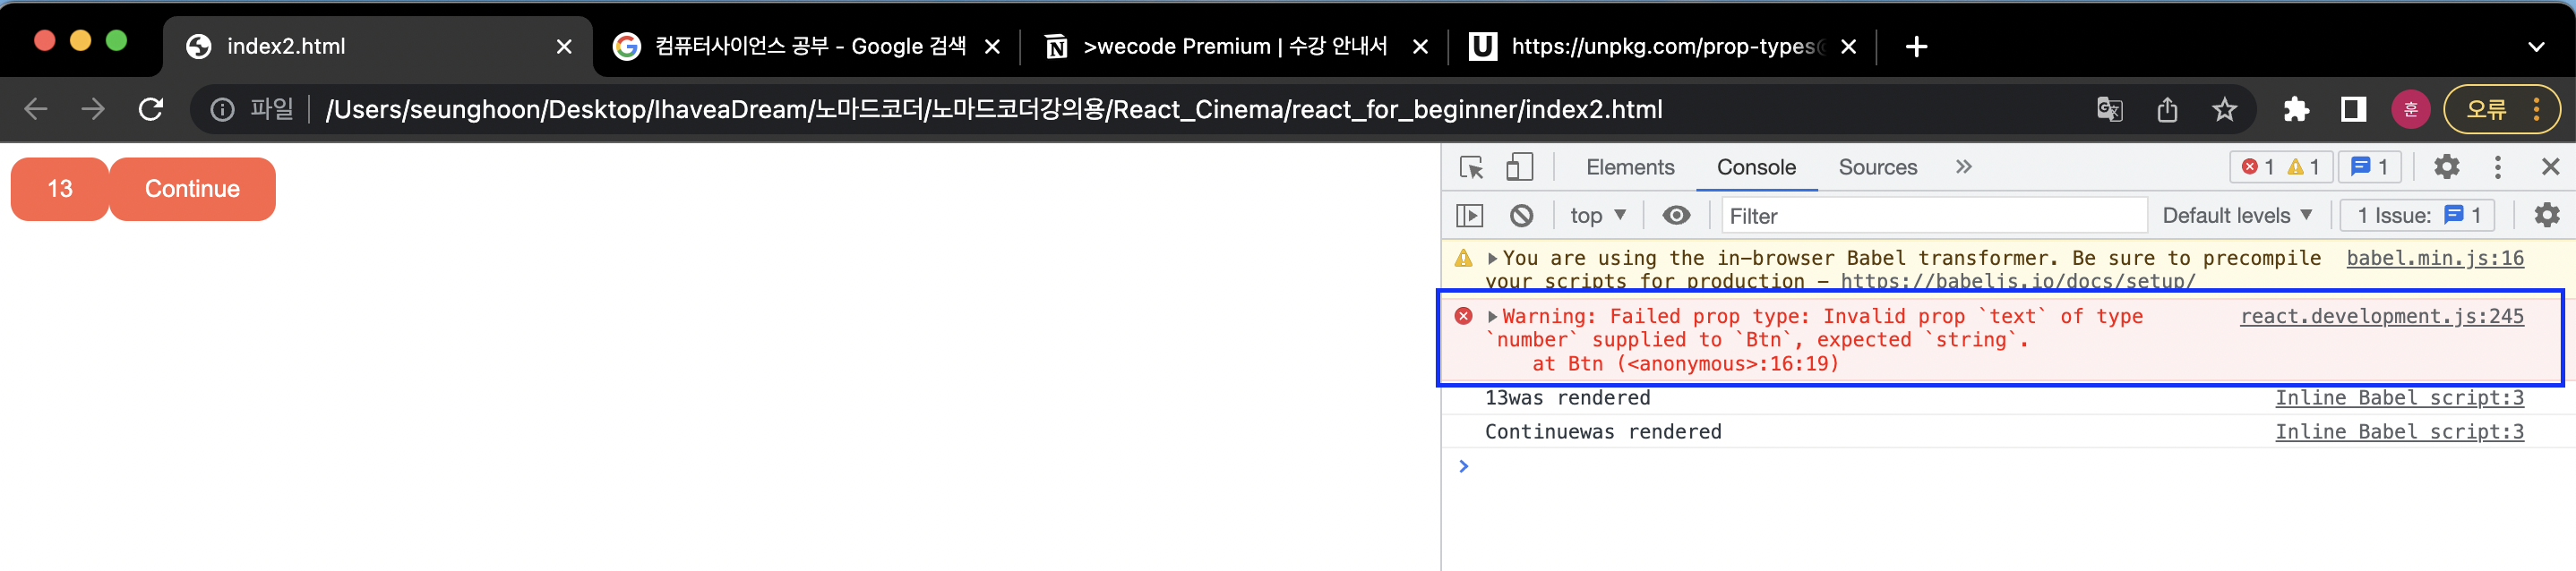 index2.html
컴퓨터사이언스 공부 - Google 검색
>wecode Premium | 수강 안내서
https://unpkg.com/prop-types@
파일
/Users/seunghoon/Desktop/IhaveaDream/노마드코더/노마드코더강의용/React_Cinema/react_for_beginner/index2.html
훈
오류
13
Continue
Elements
Console
Sources
1
1
1
top
Filter
Default levels
1 Issue:
1
You are using the in-browser Babel transformer. Be sure to precompile
babel.min.js:16
your scripts for production – https://babeljs.io/docs/setup/
Warning: Failed prop type: Invalid prop `text` of type
react.development.js:245
`number` supplied to `Btn`, expected `string`.
at Btn (<anonymous>:16:19)
13was rendered
Inline Babel script:3
Continuewas rendered
Inline Babel script:3